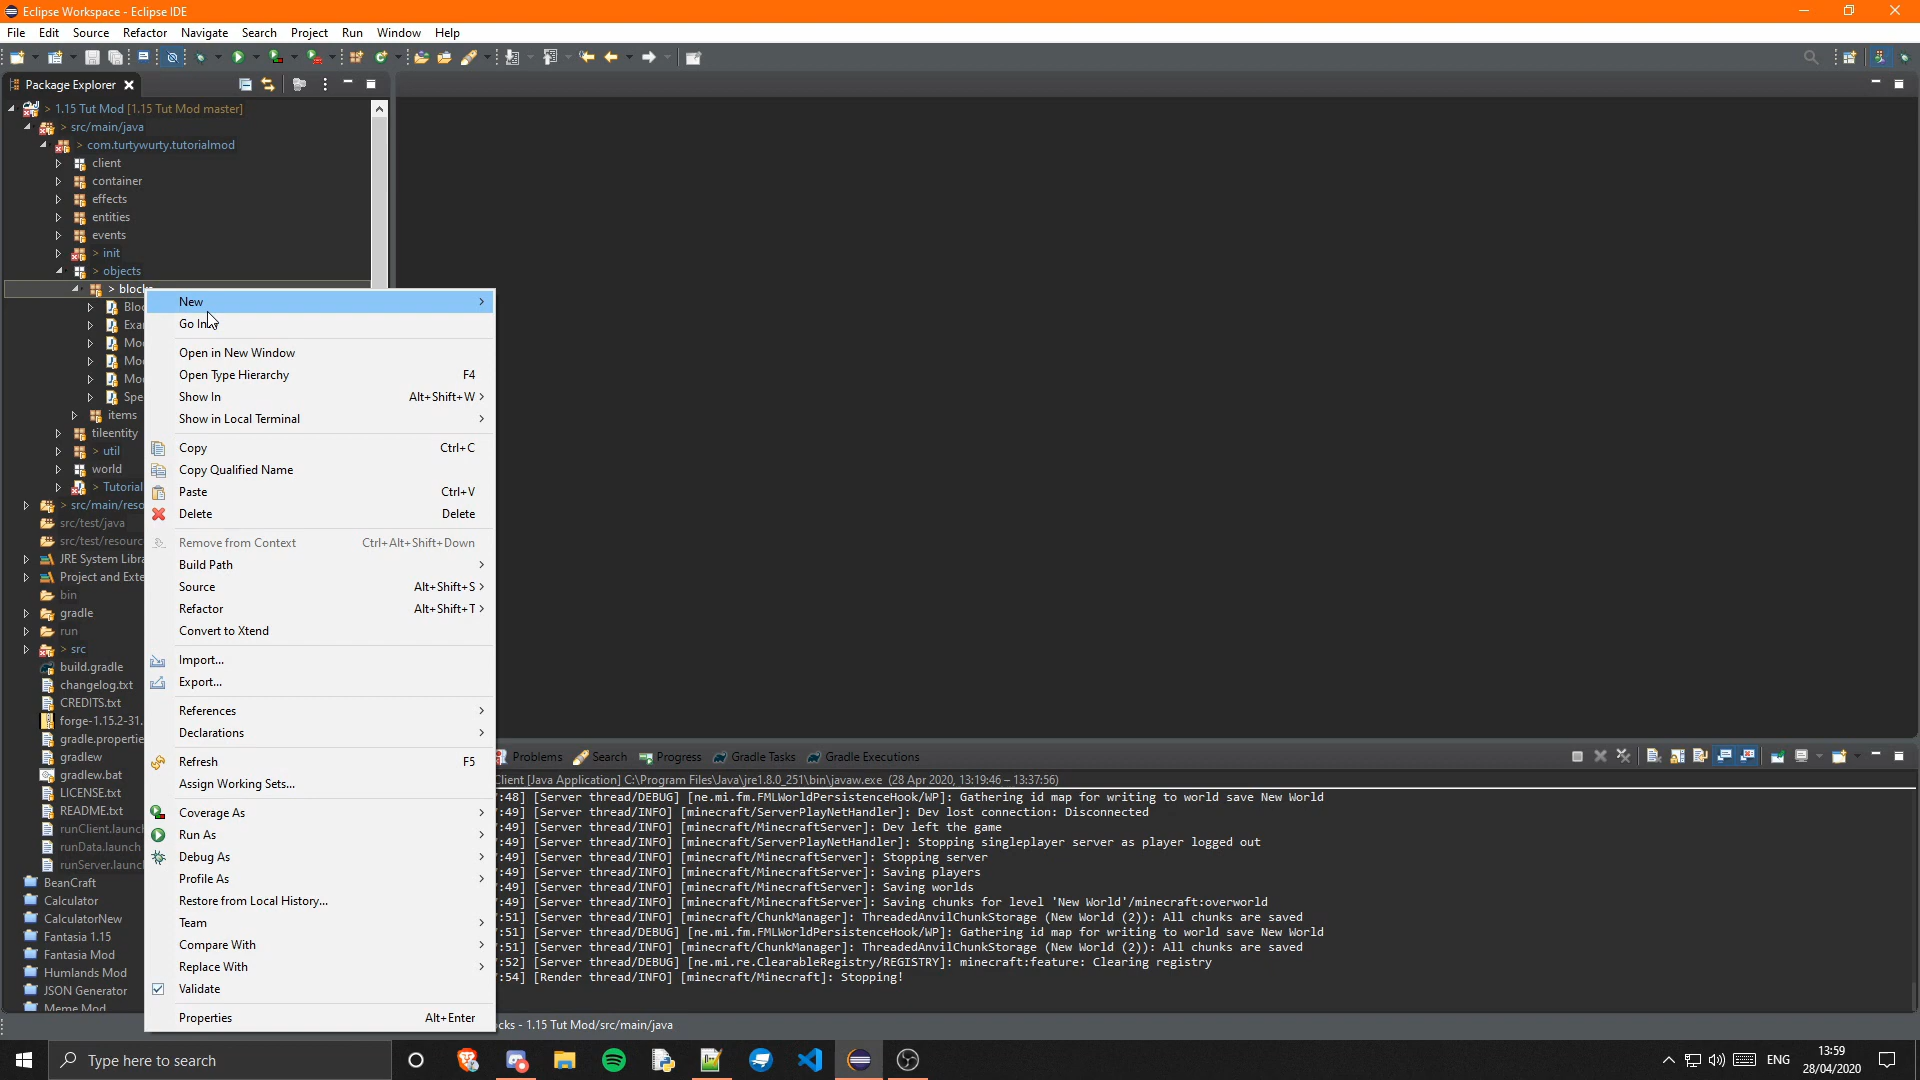 Eclipse Workspace - Eclipse IDE
File Edit Source Refactor Navigate Search Project Run Window Help
Package Explorer
> 1.15 Tut Mod [1.15 Tut Mod master]
> src/main/java
> com.turtywurty.tutorialmod
client
container
effects
entities
events
> init
> objects
> blocks
Bloc
Exa
Mo
Mo
Mo
Spe
items
tileentity
> util
world
> Tutorial
> src/main/reso
src/test/java
src/test/resourc
JRE System Libra
Project and Exte
bin
gradle
run
> src
build.gradle
changelog.txt
CREDITS.txt
forge-1.15.2-31.
gradle.propertie
gradlew
gradlew.bat
LICENSE.txt
README.txt
runClient.launch
runData.launch
runServer.launch
BeanCraft
Calculator
CalculatorNew
Fantasia 1.15
Fantasia Mod
Humlands Mod
JSON Generator
Meme Mod
New
Go Into
Open in New Window
Open Type Hierarchy F4
Show In Alt+Shift+W
Show in Local Terminal
Copy Ctrl+C
Copy Qualified Name
Paste Ctrl+V
Delete Delete
Remove from Context Ctrl+Alt+Shift+Down
Build Path
Source Alt+Shift+S
Refactor Alt+Shift+T
Convert to Xtend
Import...
Export...
References
Declarations
Refresh F5
Assign Working Sets...
Coverage As
Run As
Debug As
Profile As
Restore from Local History...
Team
Compare With
Replace With
Validate
Properties Alt+Enter
Problems Search Progress Gradle Tasks Gradle Executions
Client [Java Application] C:\Program Files\Java\jre1.8.0_251\bin\javaw.exe (28 Apr 2020, 13:19:46 – 13:37:56)
:48] [Server thread/DEBUG] [ne.mi.fm.FMLWorldPersistenceHook/WP]: Gathering id map for writing to world save New World
:49] [Server thread/INFO] [minecraft/ServerPlayNetHandler]: Dev lost connection: Disconnected
:49] [Server thread/INFO] [minecraft/MinecraftServer]: Dev left the game
:49] [Server thread/INFO] [minecraft/ServerPlayNetHandler]: Stopping singleplayer server as player logged out
:49] [Server thread/INFO] [minecraft/MinecraftServer]: Stopping server
:49] [Server thread/INFO] [minecraft/MinecraftServer]: Saving players
:49] [Server thread/INFO] [minecraft/MinecraftServer]: Saving worlds
:49] [Server thread/INFO] [minecraft/MinecraftServer]: Saving chunks for level 'New World'/minecraft:overworld
:51] [Server thread/INFO] [minecraft/ChunkManager]: ThreadedAnvilChunkStorage (New World (2)): All chunks are saved
:51] [Server thread/DEBUG] [ne.mi.fm.FMLWorldPersistenceHook/WP]: Gathering id map for writing to world save New World
:51] [Server thread/INFO] [minecraft/ChunkManager]: ThreadedAnvilChunkStorage (New World (2)): All chunks are saved
:52] [Server thread/DEBUG] [ne.mi.re.ClearableRegistry/REGISTRY]: minecraft:feature: Clearing registry
:54] [Render thread/INFO] [minecraft/Minecraft]: Stopping!
cks - 1.15 Tut Mod/src/main/java
Type here to search
ENG
13:59
28/04/2020